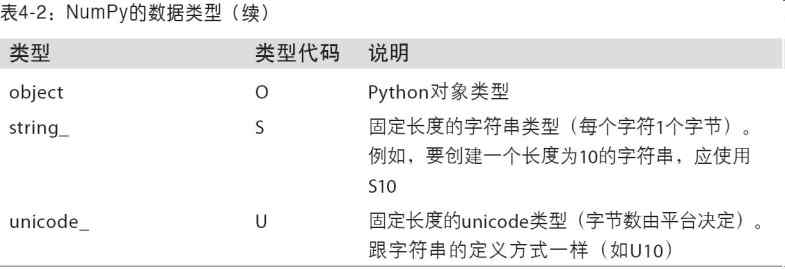 表4-2：NumPy的数据类型（续）
类型 类型代码 说明
object O Python对象类型
string_ S 固定长度的字符串类型（每个字符1个字节）。
例如，要创建一个长度为10的字符串，应使用
S10
unicode_ U 固定长度的unicode类型（字节数由平台决定）。
跟字符串的定义方式一样（如U10）